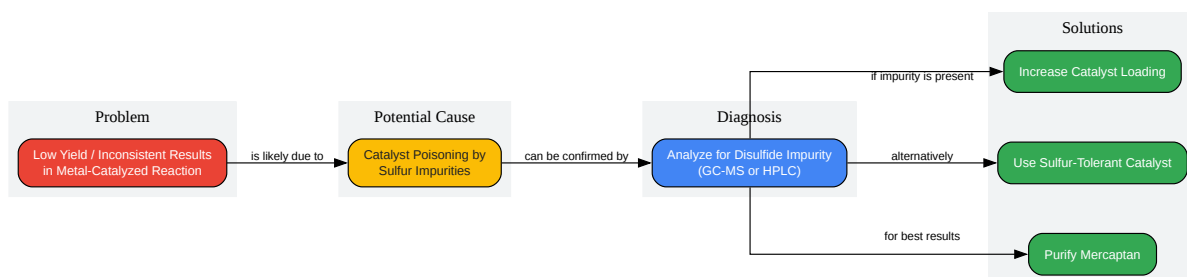 Solutions
if impurity is present
Increase Catalyst Loading
Problem
Potential Cause
Diagnosis
Low Yield / Inconsistent Results
in Metal-Catalyzed Reaction
is likely due to
Catalyst Poisoning by
Sulfur Impurities
can be confirmed by
Analyze for Disulfide Impurity
(GC-MS or HPLC)
alternatively
Use Sulfur-Tolerant Catalyst
for best results
Purify Mercaptan